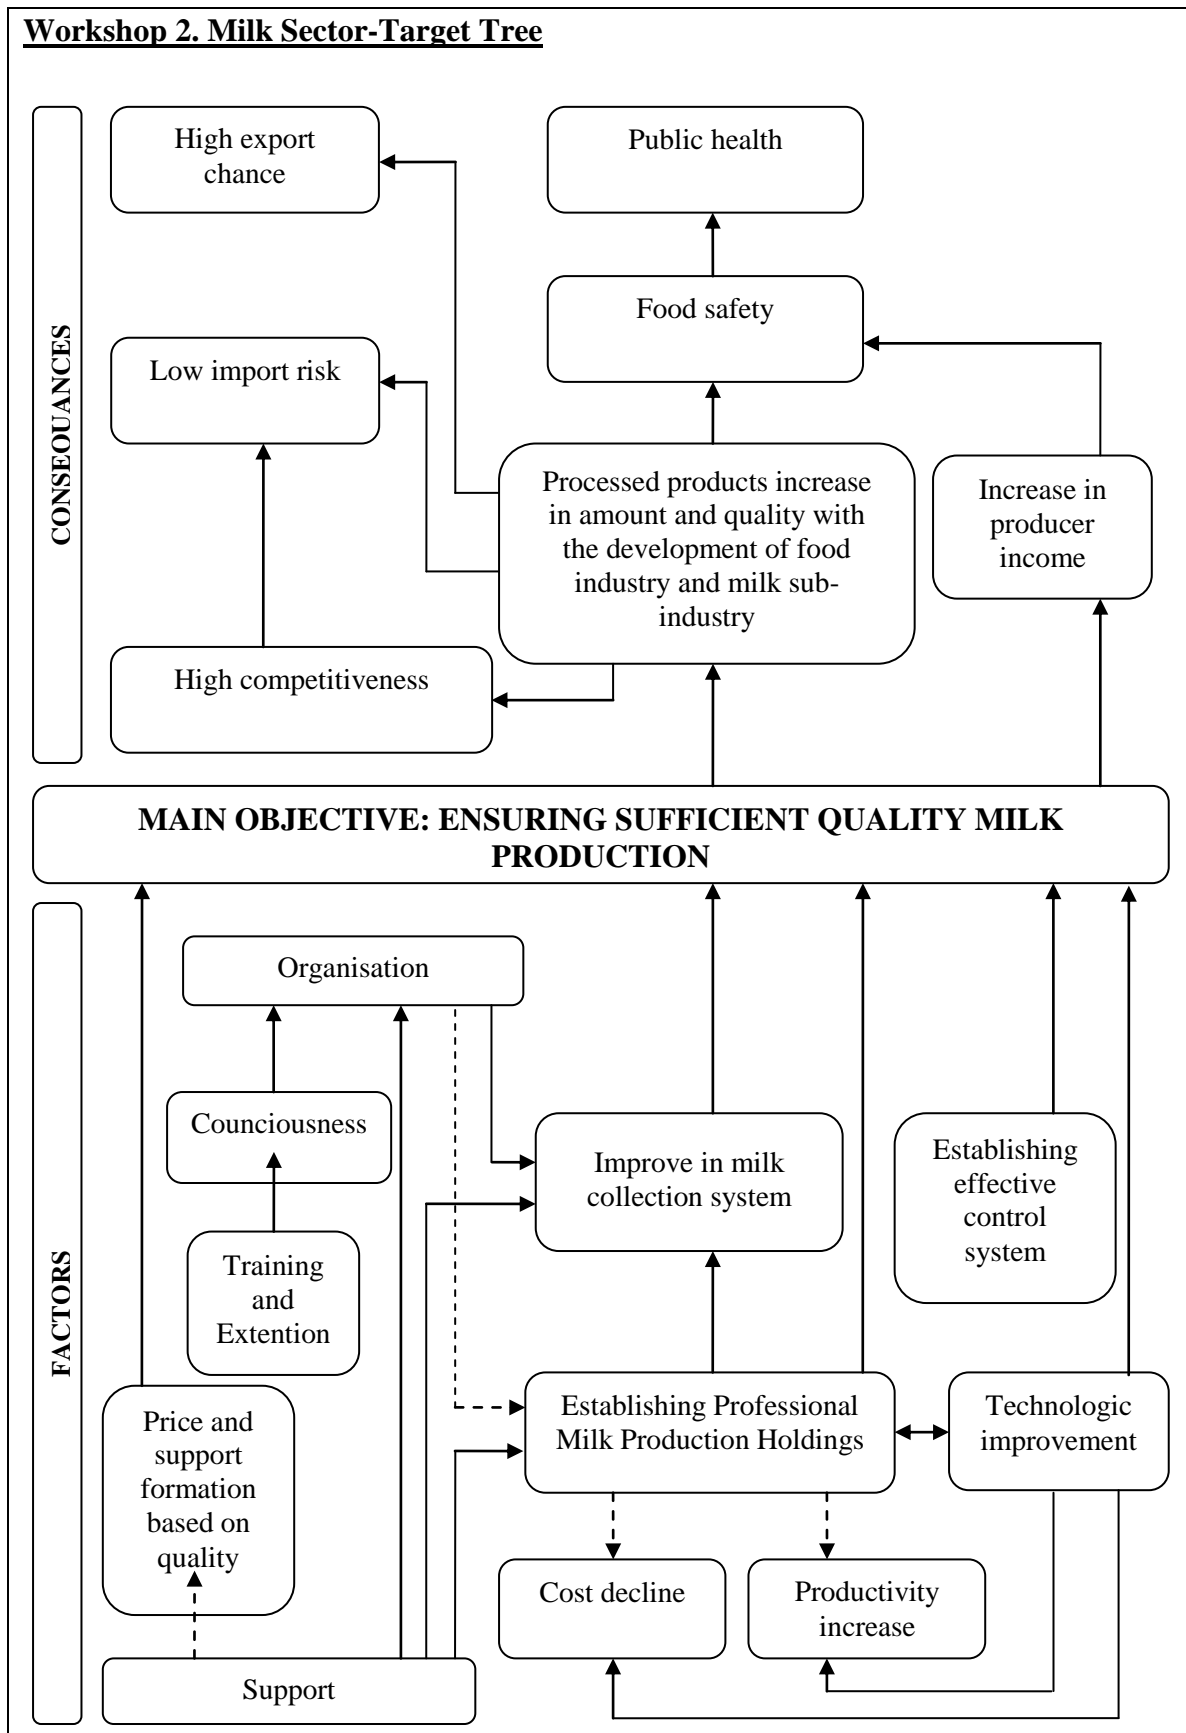 Workshop 2. Milk Sector-Target Tree
CONSEQUANCES
High export
chance
Public health
Food safety
Low import risk
Processed products increase
in amount and quality with
the development of food
industry and milk sub-
industry
Increase in
producer
income
High competitiveness
MAIN OBJECTIVE: ENSURING SUFFICIENT QUALITY MILK
PRODUCTION
FACTORS
Organisation
Counciousness
Improve in milk
collection system
Establishing
effective
control
system
Training
and
Extention
Price and
support
formation
based on
quality
Establishing Professional
Milk Production Holdings
Technologic
improvement
Cost decline
Productivity
increase
Support